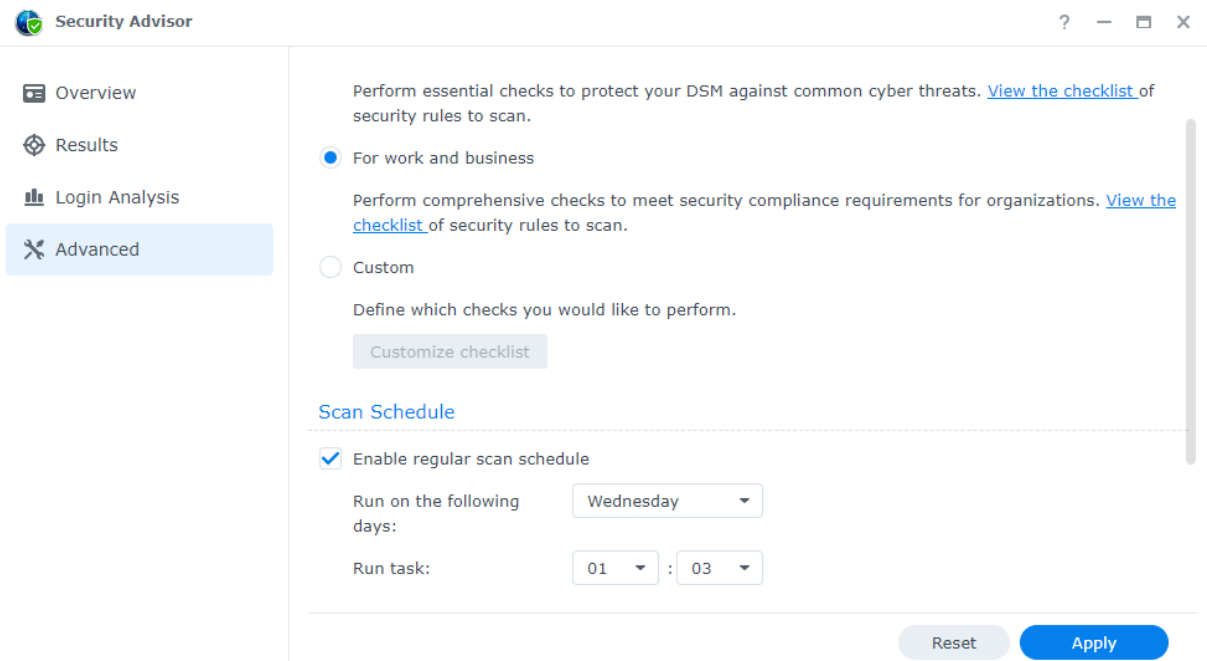 Security Advisor
Overview
Results
Login Analysis
Advanced
Perform essential checks to protect your DSM against common cyber threats. View the checklist of
security rules to scan.
For work and business
Perform comprehensive checks to meet security compliance requirements for organizations. View the
checklist of security rules to scan.
Custom
Define which checks you would like to perform.
Customize checklist
Scan Schedule
Enable regular scan schedule
Run on the following
days:
Wednesday
Run task:
01 : 03
Reset
Apply